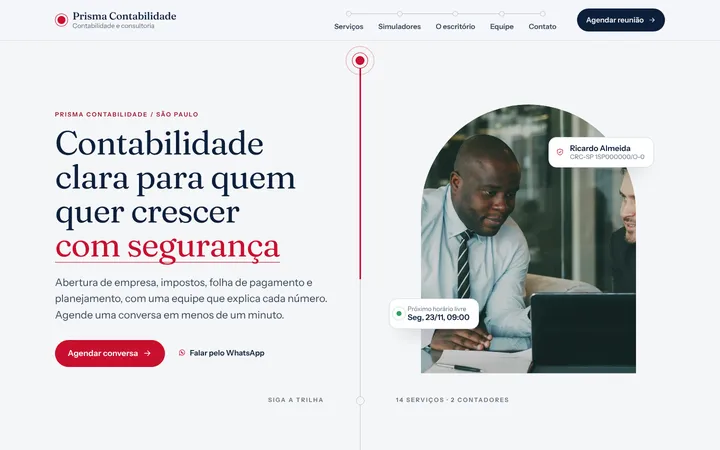 Prisma Contabilidade
Contabilidade e consultoria
Serviços
Simuladores
O escritório
Equipe
Contato
Agendar reunião →
PRISMA CONTABILIDADE / SÃO PAULO
Contabilidade
clara para quem
quer crescer
com segurança
Abertura de empresa, impostos, folha de pagamento e
planejamento, com uma equipe que explica cada número.
Agende uma conversa em menos de um minuto.
Agendar conversa →
Falar pelo WhatsApp
Ricardo Almeida
CRC-SP 1SP000000/O-0
Próximo horário livre
Seg, 23/11, 09:00
SIGA A TRILHA
14 SERVIÇOS · 2 CONTADORES